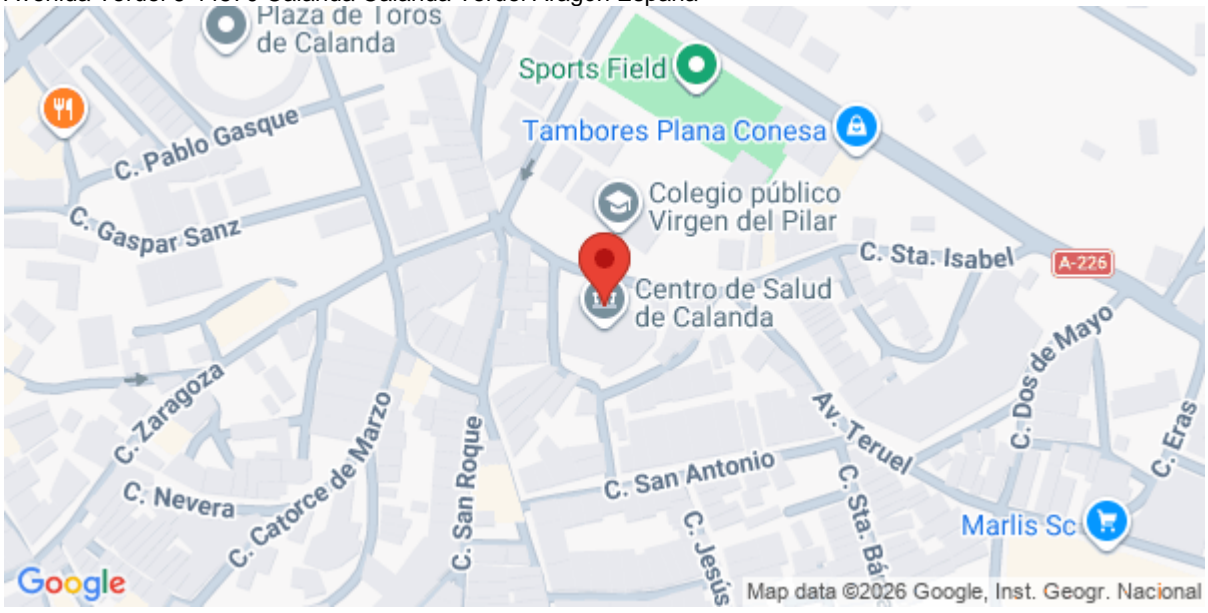 Plaza de Toros
de Calanda
Sports Field
Tambores Plana Conesa
C. Pablo Gasque
Colegio público
Virgen del Pilar
C. Gaspar Sanz
C. Sta. Isabel
A-226
Centro de Salud
de Calanda
C. Dos de Mayo
C. Zaragoza
C. Catorce de Marzo
C. San Roque
Av. Teruel
C. Eras
C. San Antonio
C. Nevera
C. Jesús
C. Sta. Bá
Marlis Sc
Google
Map data ©2026 Google, Inst. Geogr. Nacional